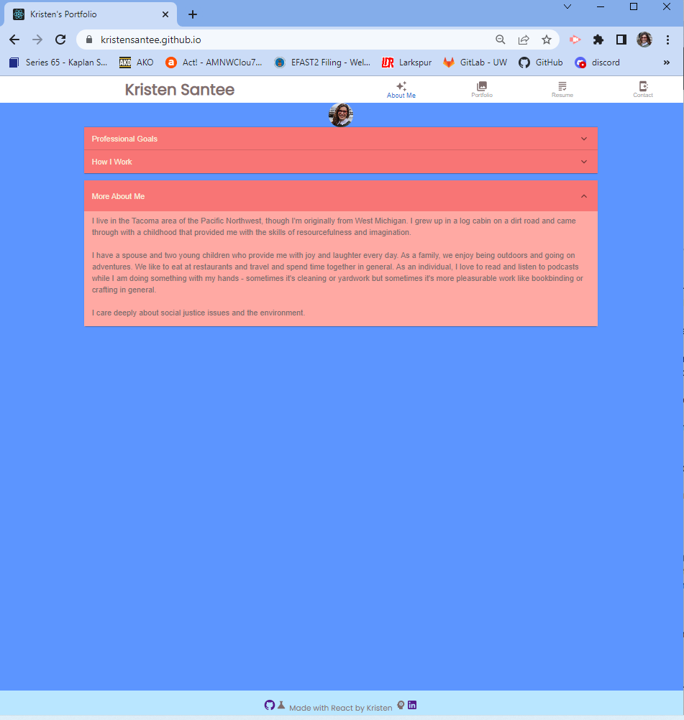 Kristen's Portfolio
kristensantee.github.io
Series 65 - Kaplan S...
AKO
AKO
Act! - AMNWClou7...
EFAST2 Filing - Wel...
LR
Larkspur
GitLab - UW
GitHub
discord
Kristen Santee
About Me
Portfolio
Resume
Contact
Professional Goals
How I Work
More About Me
I live in the Tacoma area of the Pacific Northwest, though I'm originally from West Michigan. I grew up in a log cabin on a dirt road and came
through with a childhood that provided me with the skills of resourcefulness and imagination.
I have a spouse and two young children who provide me with joy and laughter every day. As a family, we enjoy being outdoors and going on
adventures. We like to eat at restaurants and travel and spend time together in general. As an individual, I love to read and listen to podcasts
while I am doing something with my hands - sometimes it's cleaning or yardwork but sometimes it's more pleasurable work like bookbinding or
crafting in general.
I care deeply about social justice issues and the environment.
Made with React by Kristen